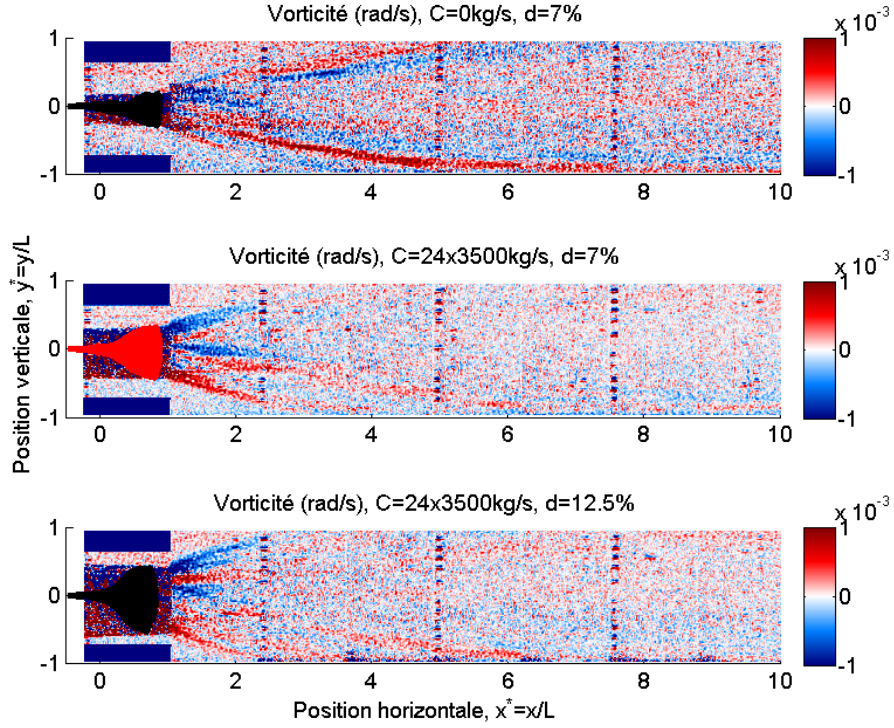 Vorticité (rad/s), C=0kg/s, d=7%
x 10^-3
1
0
-1
1
0
-1
0 2 4 6 8 10
Vorticité (rad/s), C=24x3500kg/s, d=7%
x 10^-3
1
0
-1
1
0
-1
0 2 4 6 8 10
Position verticale, y*=y/L
Vorticité (rad/s), C=24x3500kg/s, d=12.5%
x 10^-3
1
0
-1
1
0
-1
0 2 4 6 8 10
Position horizontale, x*=x/L